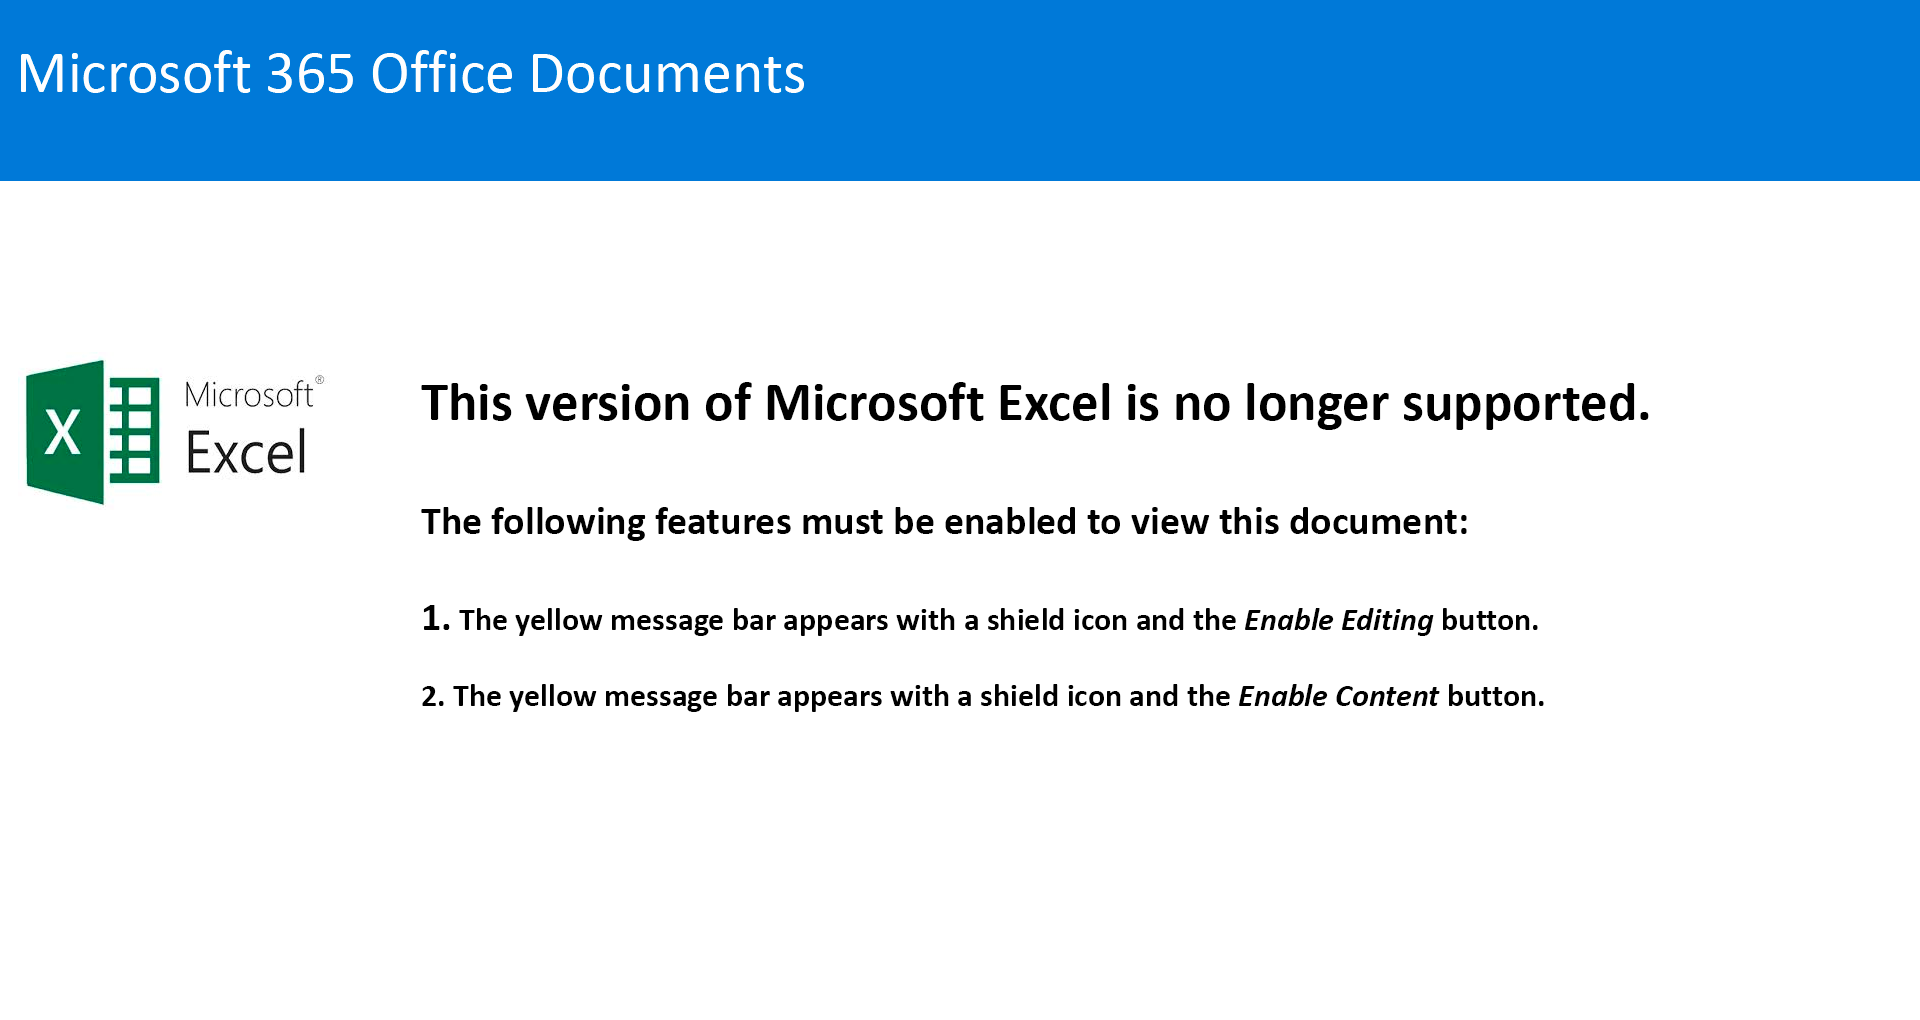 Microsoft 365 Office Documents
Microsoft®
Excel
X
This version of Microsoft Excel is no longer supported.
The following features must be enabled to view this document:
1. The yellow message bar appears with a shield icon and the Enable Editing button.
2. The yellow message bar appears with a shield icon and the Enable Content button.